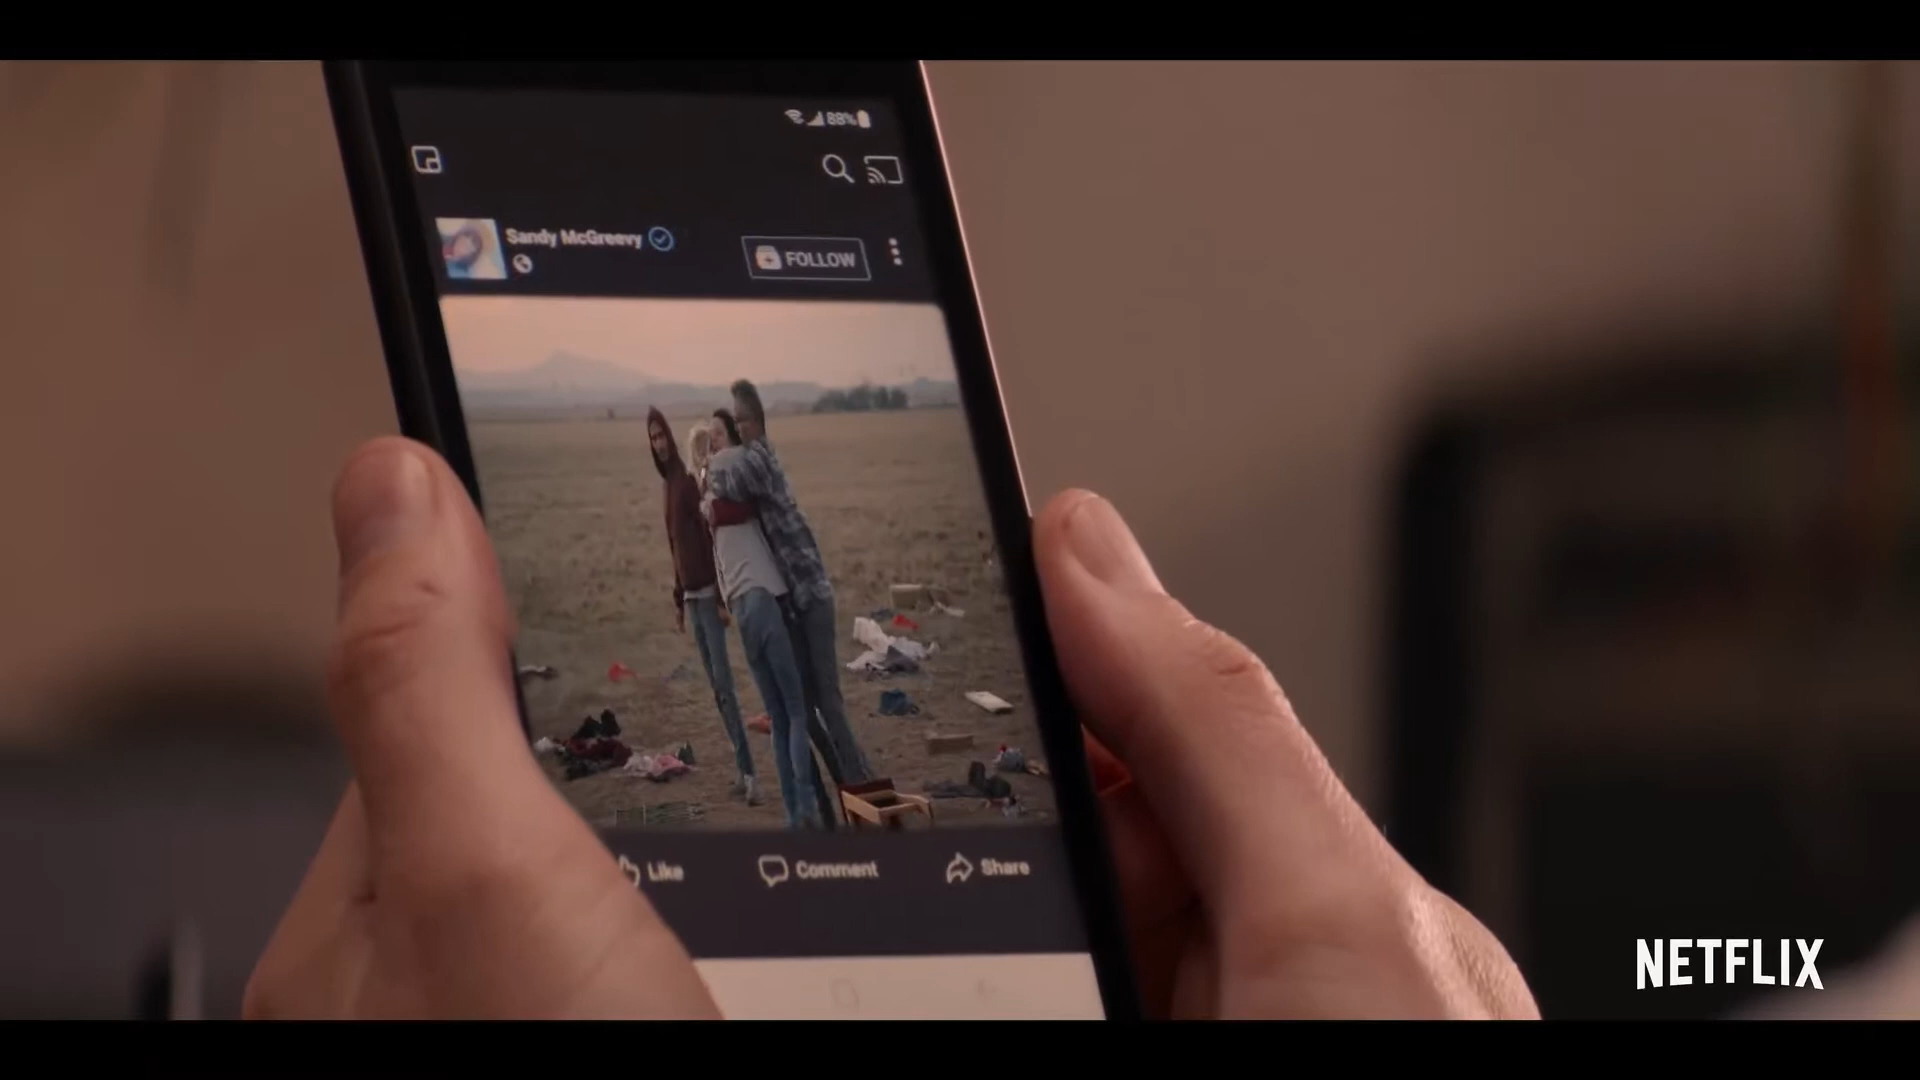 88%
Sandy McGreevy
FOLLOW
Like
Comment
Share
NETFLIX